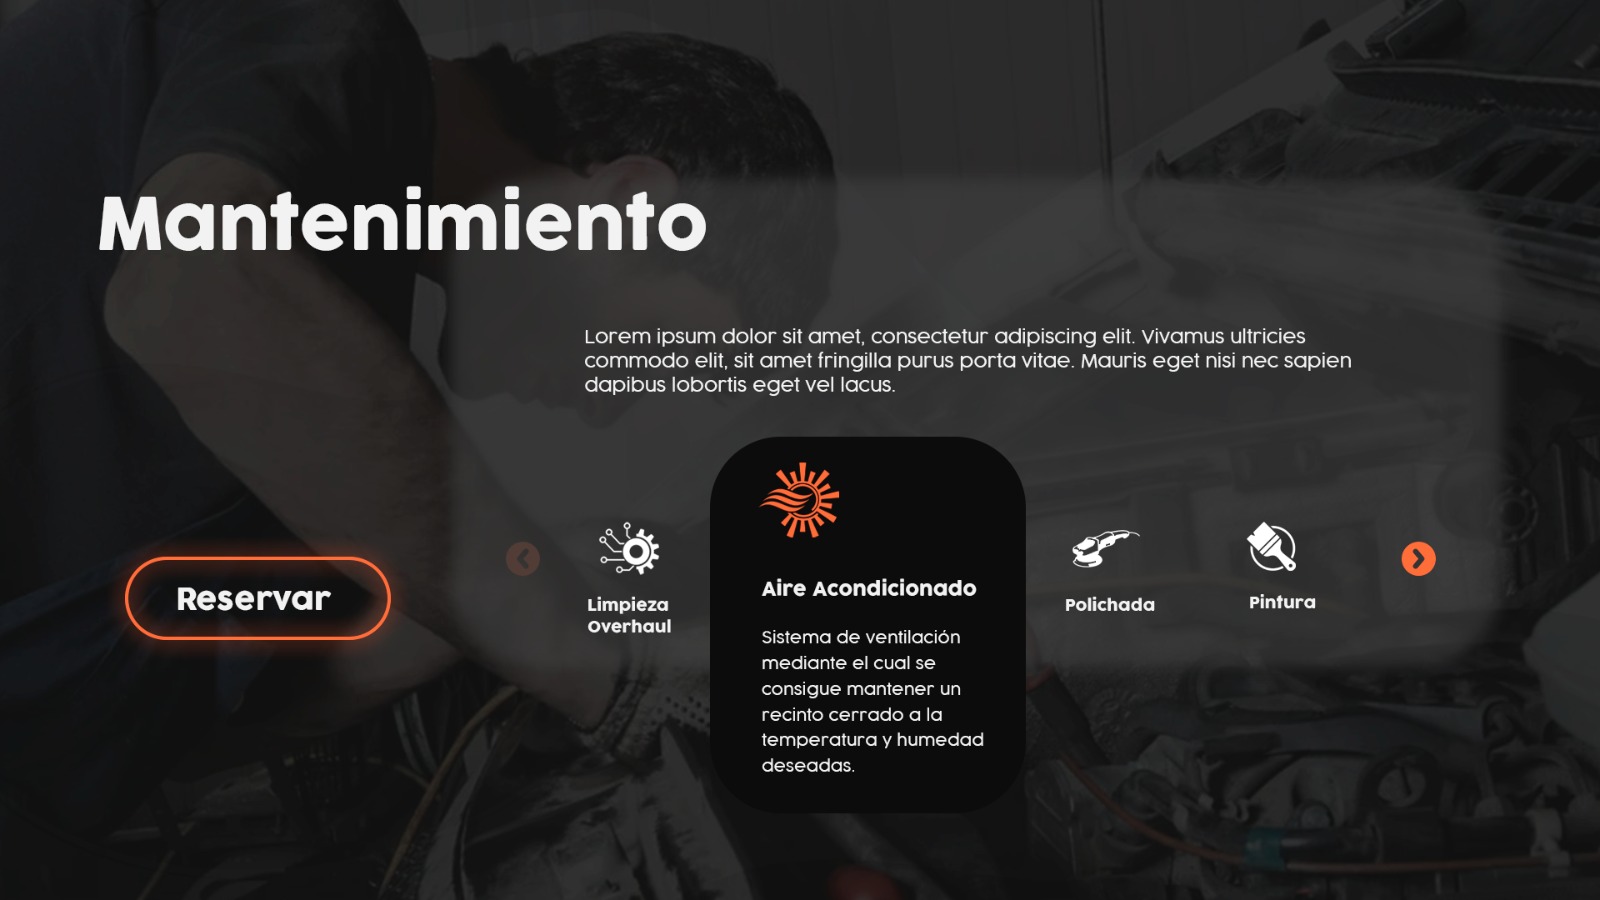 Mantenimiento
Lorem ipsum dolor sit amet, consectetur adipiscing elit. Vivamus ultricies
commodo elit, sit amet fringilla purus porta vitae. Mauris eget nisi nec sapien
dapibus lobortis eget vel lacus.
Reservar
Limpieza
Overhaul
Aire Acondicionado
Sistema de ventilación
mediante el cual se
consigue mantener un
recinto cerrado a la
temperatura y humedad
deseadas.
Polichada
Pintura